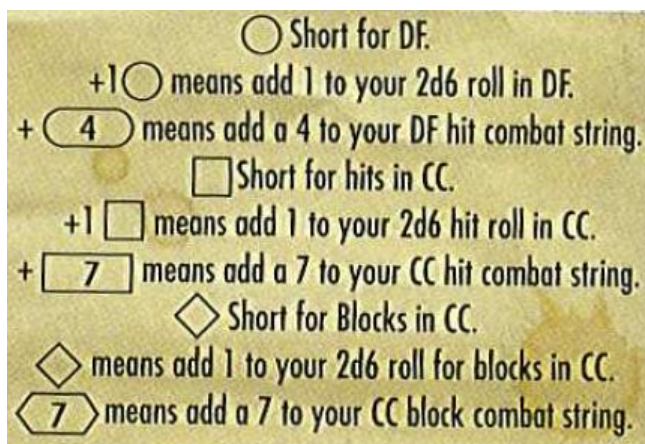 Short for DF.
+1 means add 1 to your 2d6 roll in DF.
+ 4 means add a 4 to your DF hit combat string.
Short for hits in CC.
+1 means add 1 to your 2d6 hit roll in CC.
+ 7 means add a 7 to your CC hit combat string.
Short for Blocks in CC.
means add 1 to your 2d6 roll for blocks in CC.
7 means add a 7 to your CC block combat string.